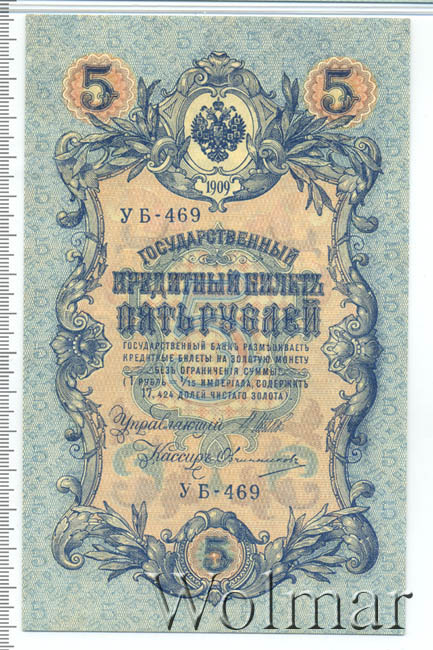 5 5
1909
УБ-469
ГОСУДАРСТВЕННЫЙ
КРЕДИТНЫЙ БИЛЕТЪ
ПЯТЬ РУБЛЕЙ
ГОСУДАРСТВЕННЫЙ БАНКЪ РАЗМѢНИВАЕТЪ
КРЕДИТНЫЕ БИЛЕТЫ НА ЗОЛОТУЮ МОНЕТУ
БЕЗЪ ОГРАНИЧЕНІЯ СУММЫ
(1 РУБЛЬ = 1/15 ИМПЕРІАЛА, СОДЕРЖИТЪ
17,424 ДОЛЕЙ ЧИСТАГО ЗОЛОТА)
Управляющій
Кассиръ Овчинниковъ
УБ-469
5
Wolmar